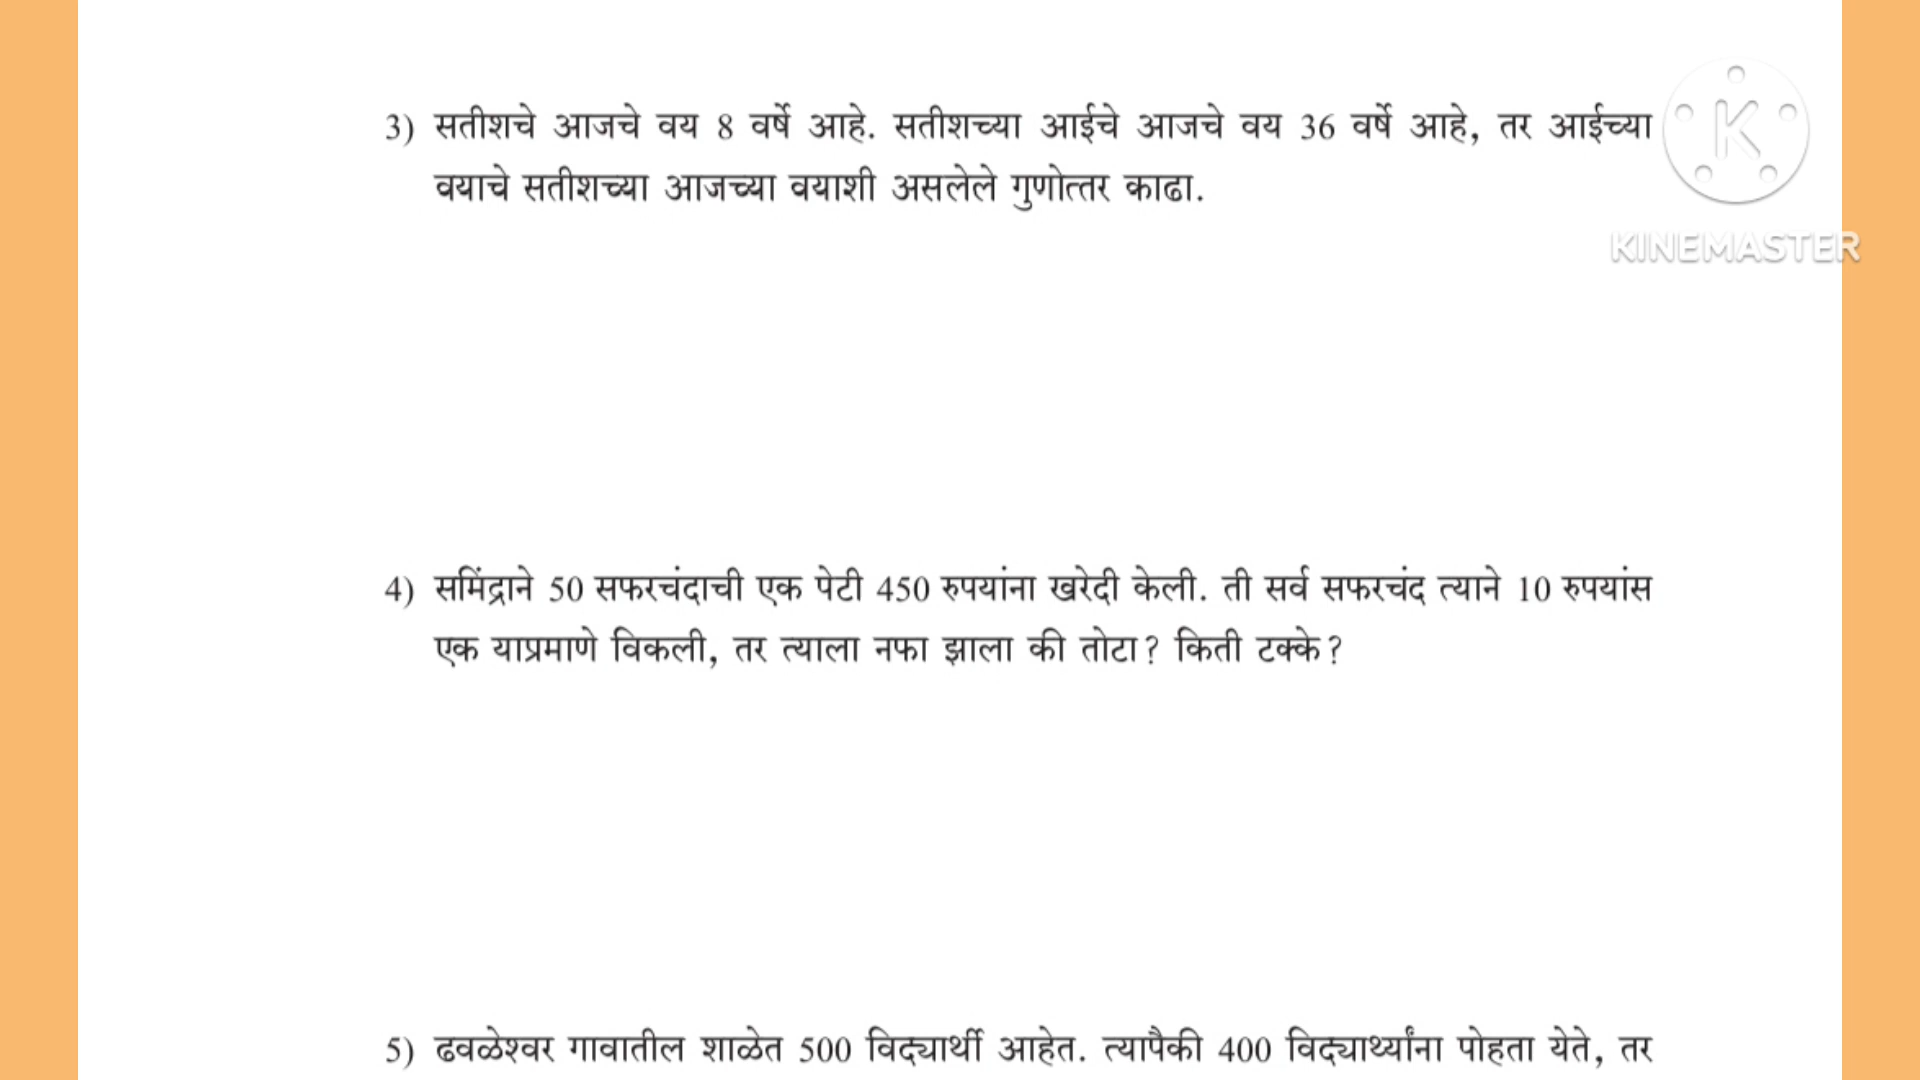 3) सतीशचे आजचे वय 8 वर्षे आहे. सतीशच्या आईचे आजचे वय 36 वर्षे आहे, तर आईच्या
वयाचे सतीशच्या आजच्या वयाशी असलेले गुणोत्तर काढा.
K
KINEMASTER
4) समिंद्राने 50 सफरचंदाची एक पेटी 450 रुपयांना खरेदी केली. ती सर्व सफरचंद त्याने 10 रुपयांस
एक याप्रमाणे विकली, तर त्याला नफा झाला की तोटा? किती टक्के?
5) ढवळेश्वर गावातील शाळेत 500 विद्यार्थी आहेत. त्यापैकी 400 विद्यार्थ्यांना पोहता येते, तर